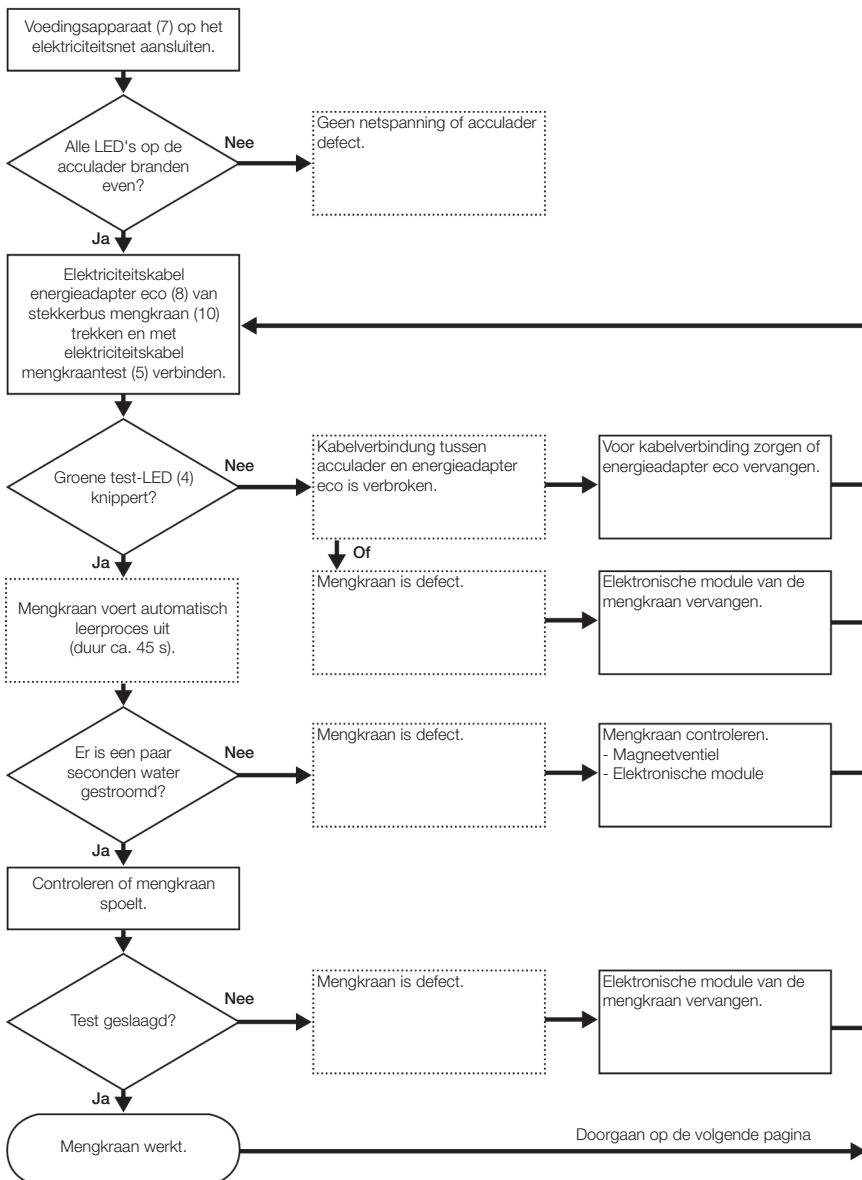 Voedingsapparaat (7) op het
elektriciteitsnet aansluiten.
Alle LED's op de
acculader branden
even?
Nee
Geen netspanning of acculader
defect.
Ja
Elektriciteitskabel
energieadapter eco (8) van
stekkerbus mengkraan (10)
trekken en met
elektriciteitskabel
mengkraantest (5) verbinden.
Groene test-LED (4)
knippert?
Nee
Kabelverbinding tussen
acculader en energieadapter
eco is verbroken.
Voor kabelverbinding zorgen of
energieadapter eco vervangen.
Ja
Of
Mengkraan voert automatisch
leerproces uit
(duur ca. 45 s).
Mengkraan is defect.
Elektronische module van de
mengkraan vervangen.
Er is een paar
seconden water
gestroomd?
Nee
Mengkraan is defect.
Mengkraan controleren.
- Magneetventiel
- Elektronische module
Ja
Controleren of mengkraan
spoelt.
Test geslaagd?
Nee
Mengkraan is defect.
Elektronische module van de
mengkraan vervangen.
Ja
Mengkraan werkt.
Doorgaan op de volgende pagina